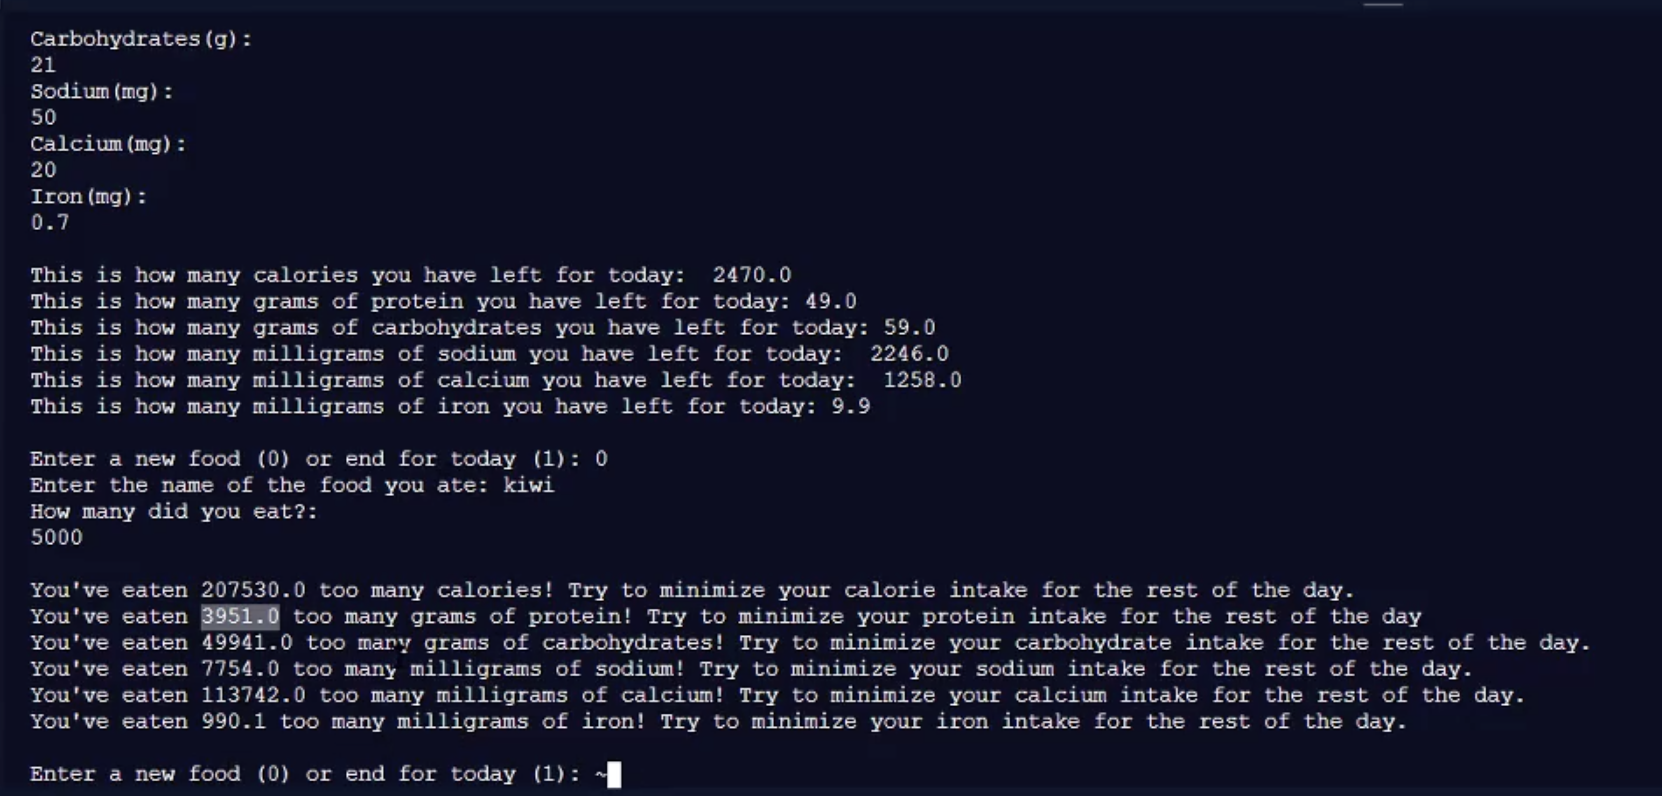 Carbohydrates(g):
21
Sodium(mg):
50
Calcium(mg):
20
Iron(mg):
0.7
This is how many calories you have left for today:  2470.0
This is how many grams of protein you have left for today: 49.0
This is how many grams of carbohydrates you have left for today: 59.0
This is how many milligrams of sodium you have left for today:  2246.0
This is how many milligrams of calcium you have left for today:  1258.0
This is how many milligrams of iron you have left for today: 9.9
Enter a new food (0) or end for today (1): 0
Enter the name of the food you ate: kiwi
How many did you eat?:
5000
You've eaten 207530.0 too many calories! Try to minimize your calorie intake for the rest of the day.
You've eaten 3951.0 too many grams of protein! Try to minimize your protein intake for the rest of the day
You've eaten 49941.0 too many grams of carbohydrates! Try to minimize your carbohydrate intake for the rest of the day.
You've eaten 7754.0 too many milligrams of sodium! Try to minimize your sodium intake for the rest of the day.
You've eaten 113742.0 too many milligrams of calcium! Try to minimize your calcium intake for the rest of the day.
You've eaten 990.1 too many milligrams of iron! Try to minimize your iron intake for the rest of the day.
Enter a new food (0) or end for today (1): ~